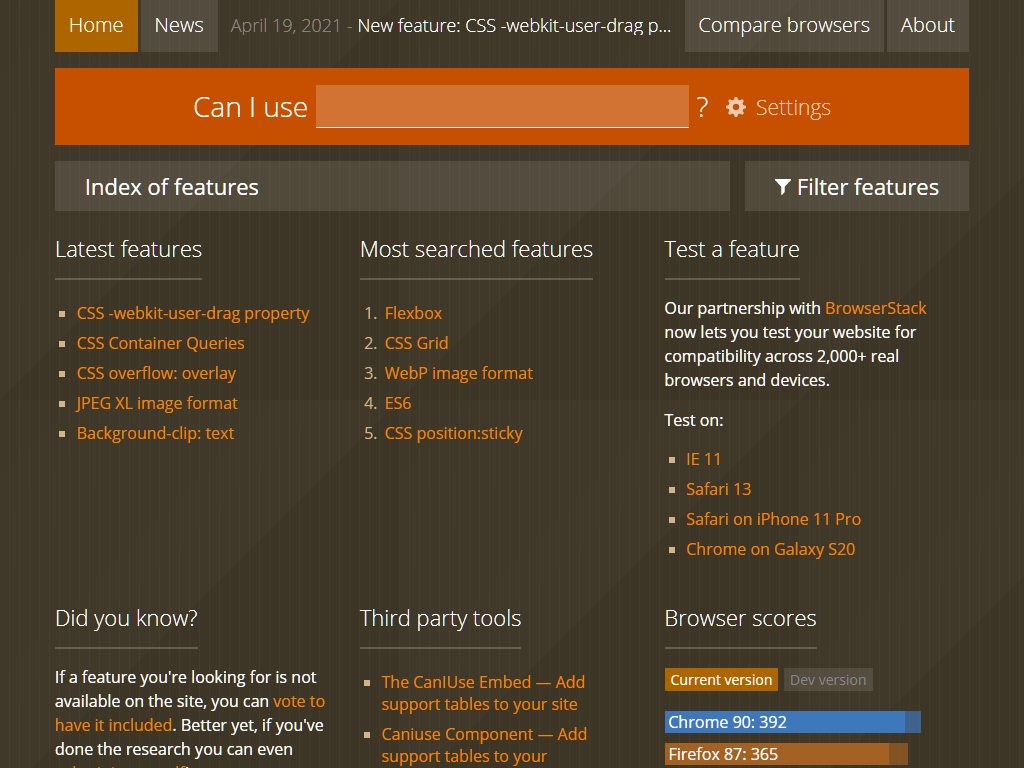 Home
News
April 19, 2021 - New feature: CSS -webkit-user-drag p...
Compare browsers
About
Can I use
?
Settings
Index of features
Filter features
Latest features
CSS -webkit-user-drag property
CSS Container Queries
CSS overflow: overlay
JPEG XL image format
Background-clip: text
Most searched features
1. Flexbox
2. CSS Grid
3. WebP image format
4. ES6
5. CSS position:sticky
Test a feature
Our partnership with BrowserStack
now lets you test your website for
compatibility across 2,000+ real
browsers and devices.
Test on:
IE 11
Safari 13
Safari on iPhone 11 Pro
Chrome on Galaxy S20
Did you know?
If a feature you're looking for is not
available on the site, you can vote to
have it included. Better yet, if you've
done the research you can even
Third party tools
The CanIUse Embed — Add
support tables to your site
Caniuse Component — Add
support tables to your
Browser scores
Current version
Dev version
Chrome 90: 392
Firefox 87: 365